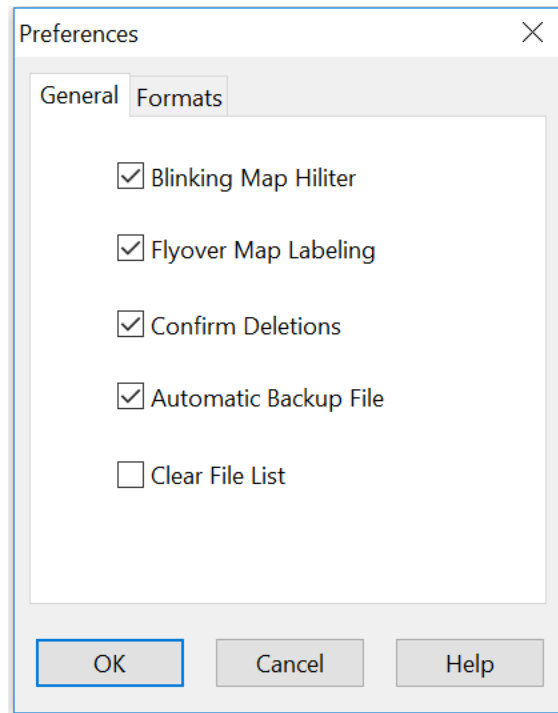 Preferences
General Formats
Blinking Map Hiliter
Flyover Map Labeling
Confirm Deletions
Automatic Backup File
Clear File List
OK Cancel Help